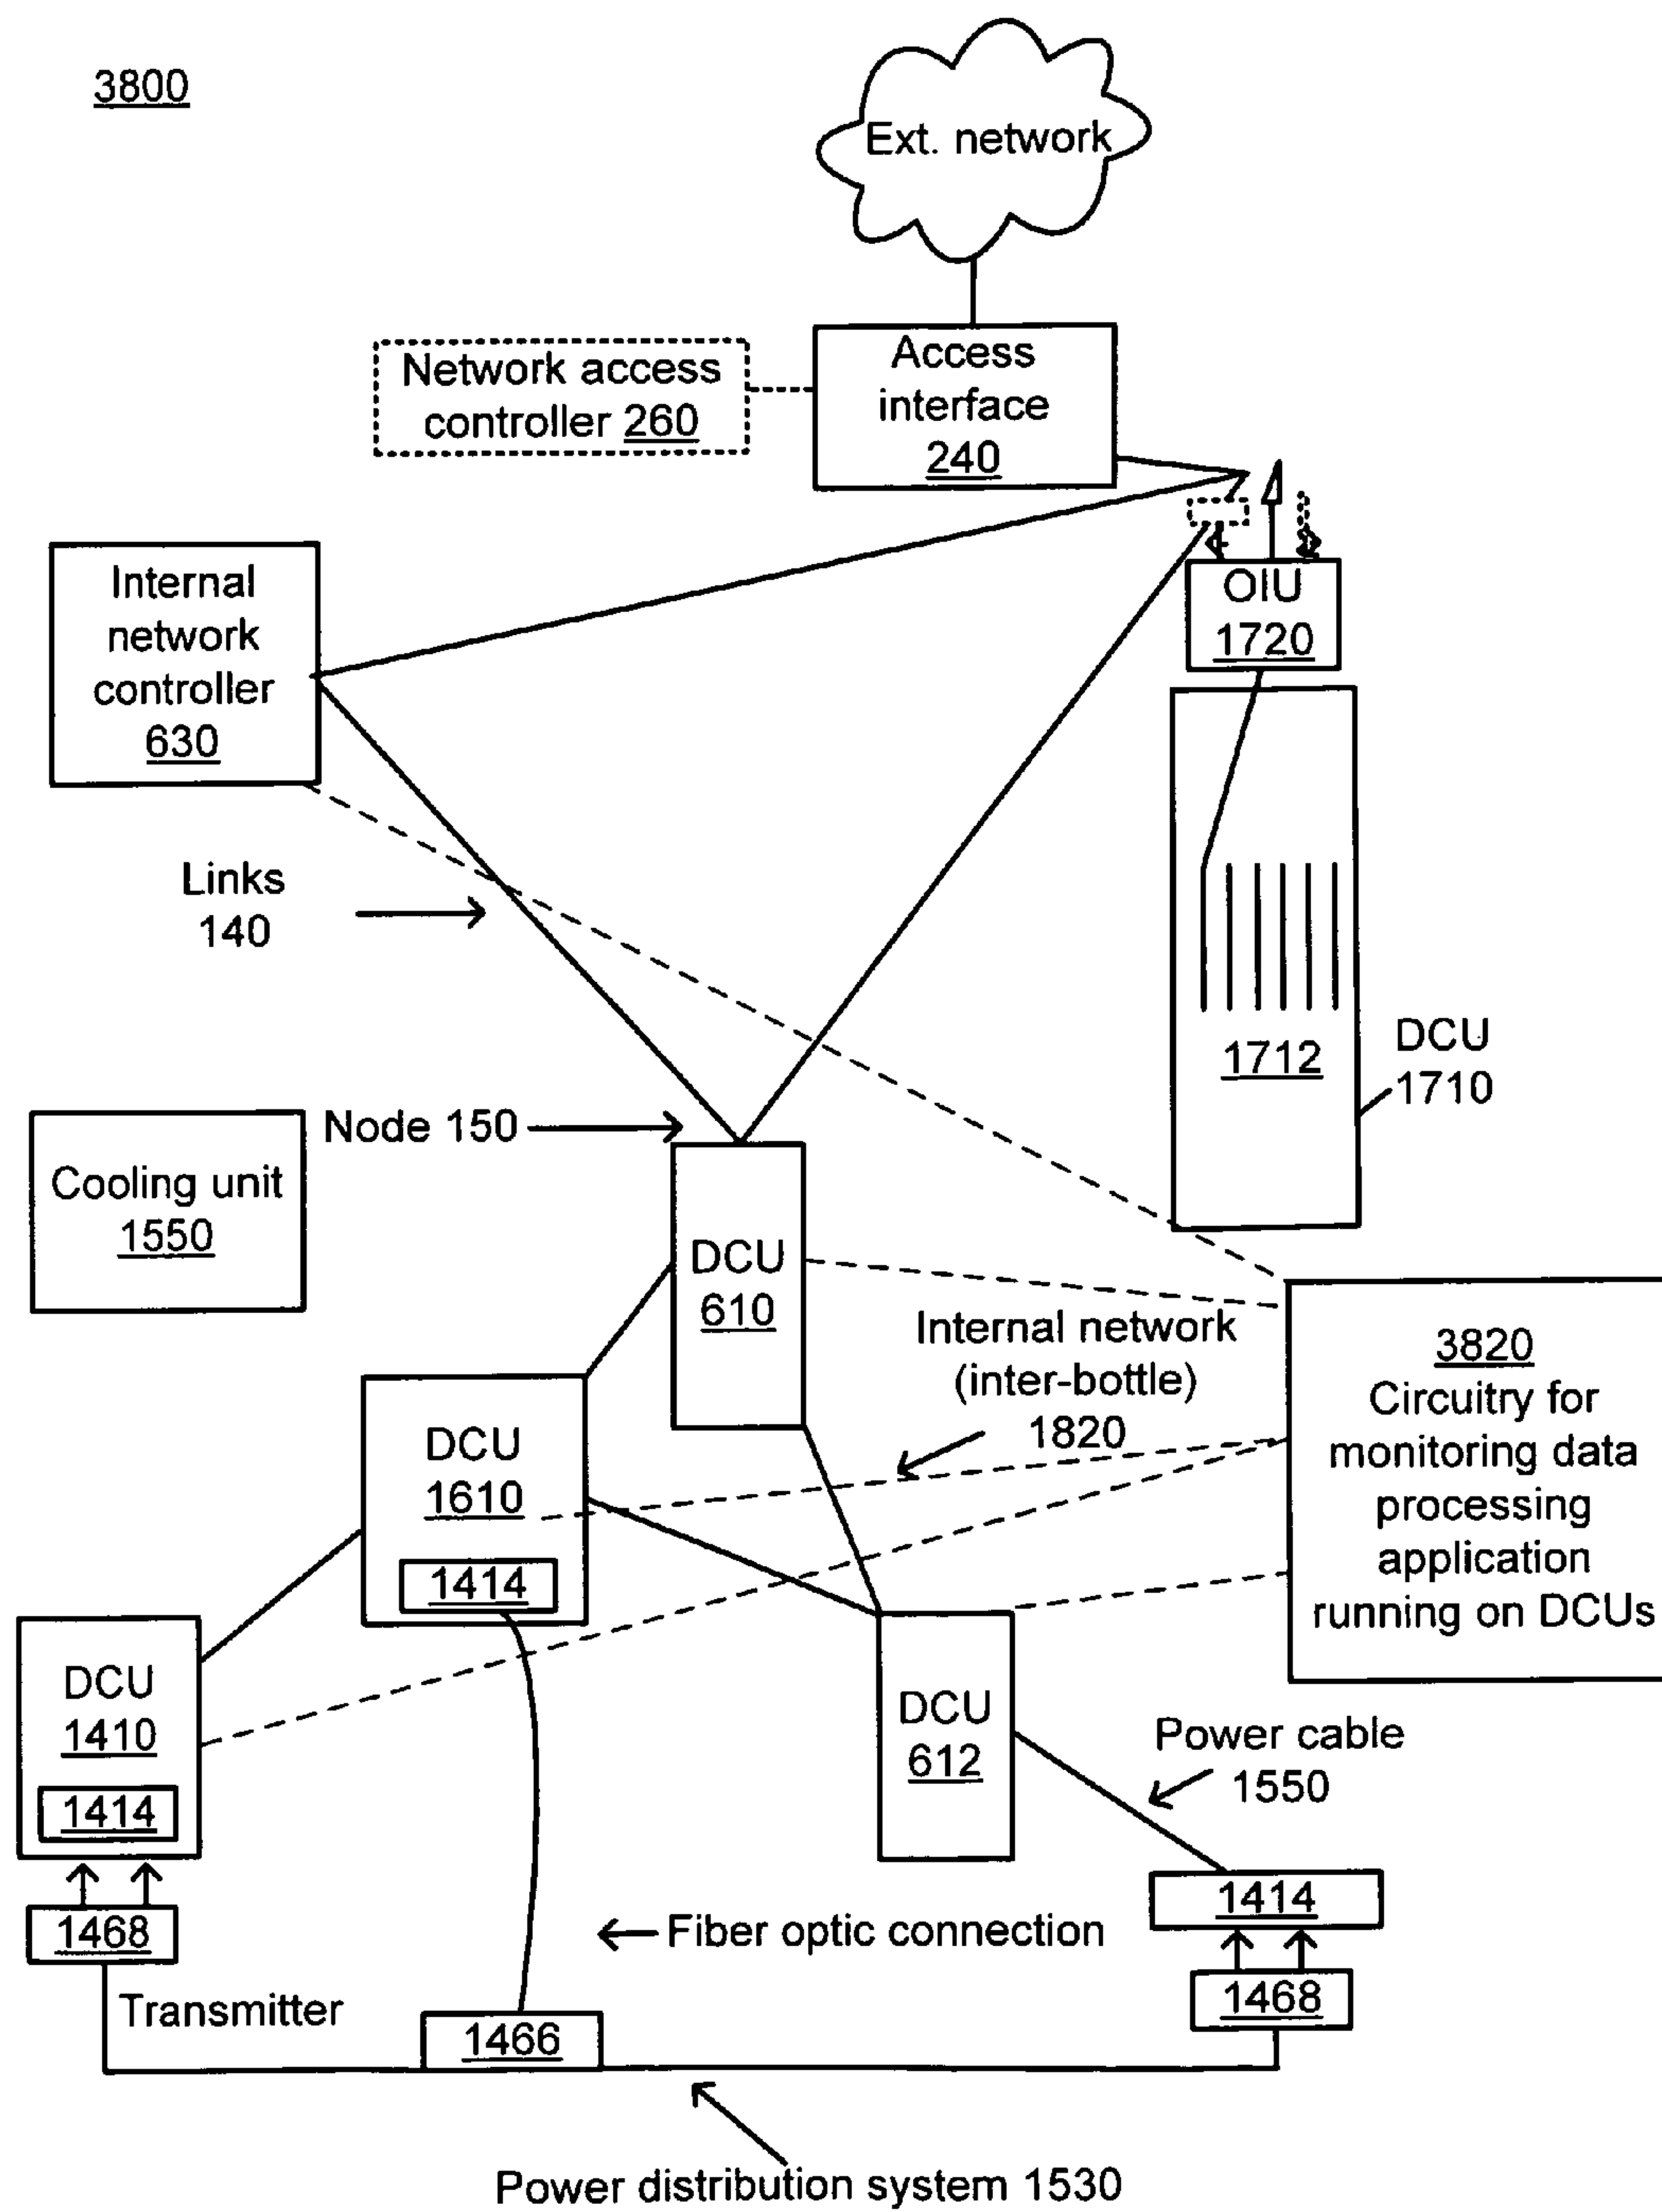 3800
Ext. network
Network access
controller 260
Access
interface
240
Internal
network
controller
630
OIU
1720
Links
140
1712
DCU
1710
Node 150
Cooling unit
1550
DCU
610
Internal network
(inter-bottle)
1820
3820
Circuitry for
monitoring data
processing
application
running on DCUs
DCU
1610
1414
DCU
1410
1414
DCU
612
Power cable
1550
1414
1468
Fiber optic connection
1468
Transmitter
1466
Power distribution system 1530